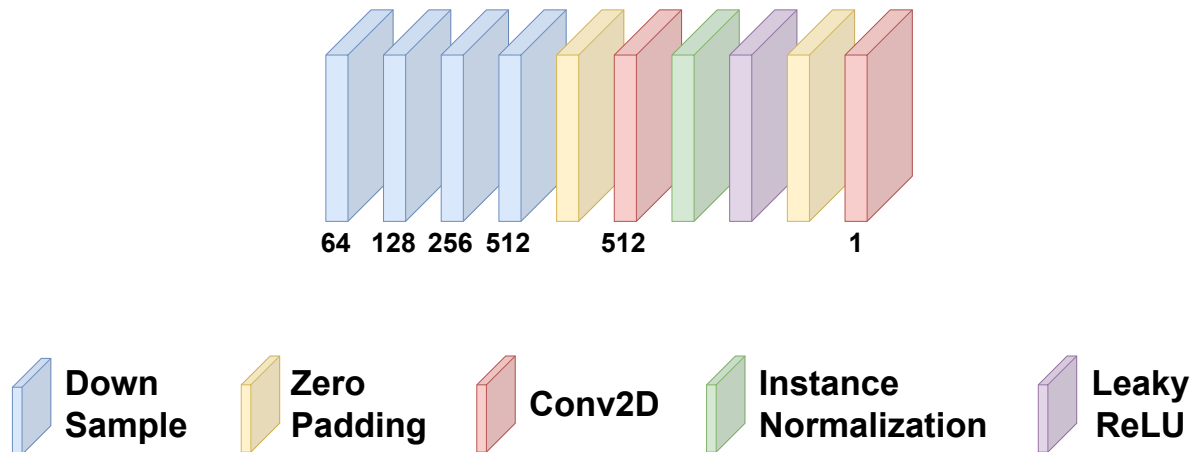 64 128 256 512 512 1
Down
Sample
Zero
Padding
Conv2D
Instance
Normalization
Leaky
ReLU